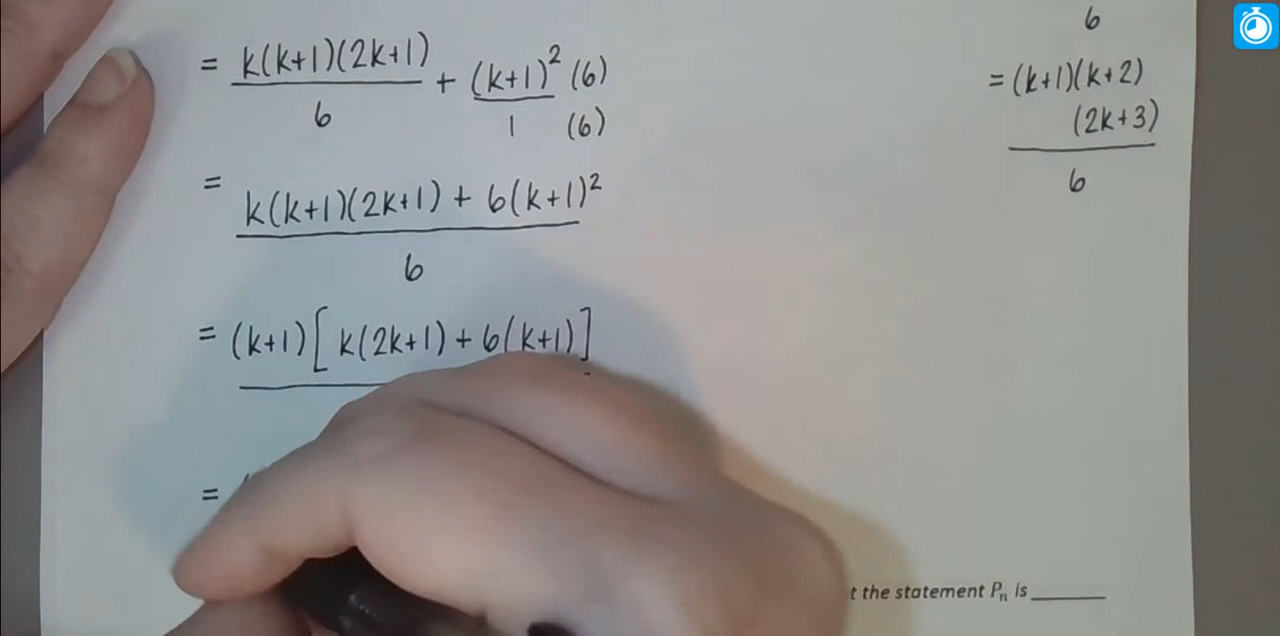 = k(k+1)(2k+1) + (k+1)² (6)
6 1 (6)
= k(k+1)(2k+1) + 6(k+1)²
6
= (k+1)[k(2k+1) + 6(k+1)]
=
6
= (k+1)(k+2)
(2k+3)
6
t the statement Pₙ is ______